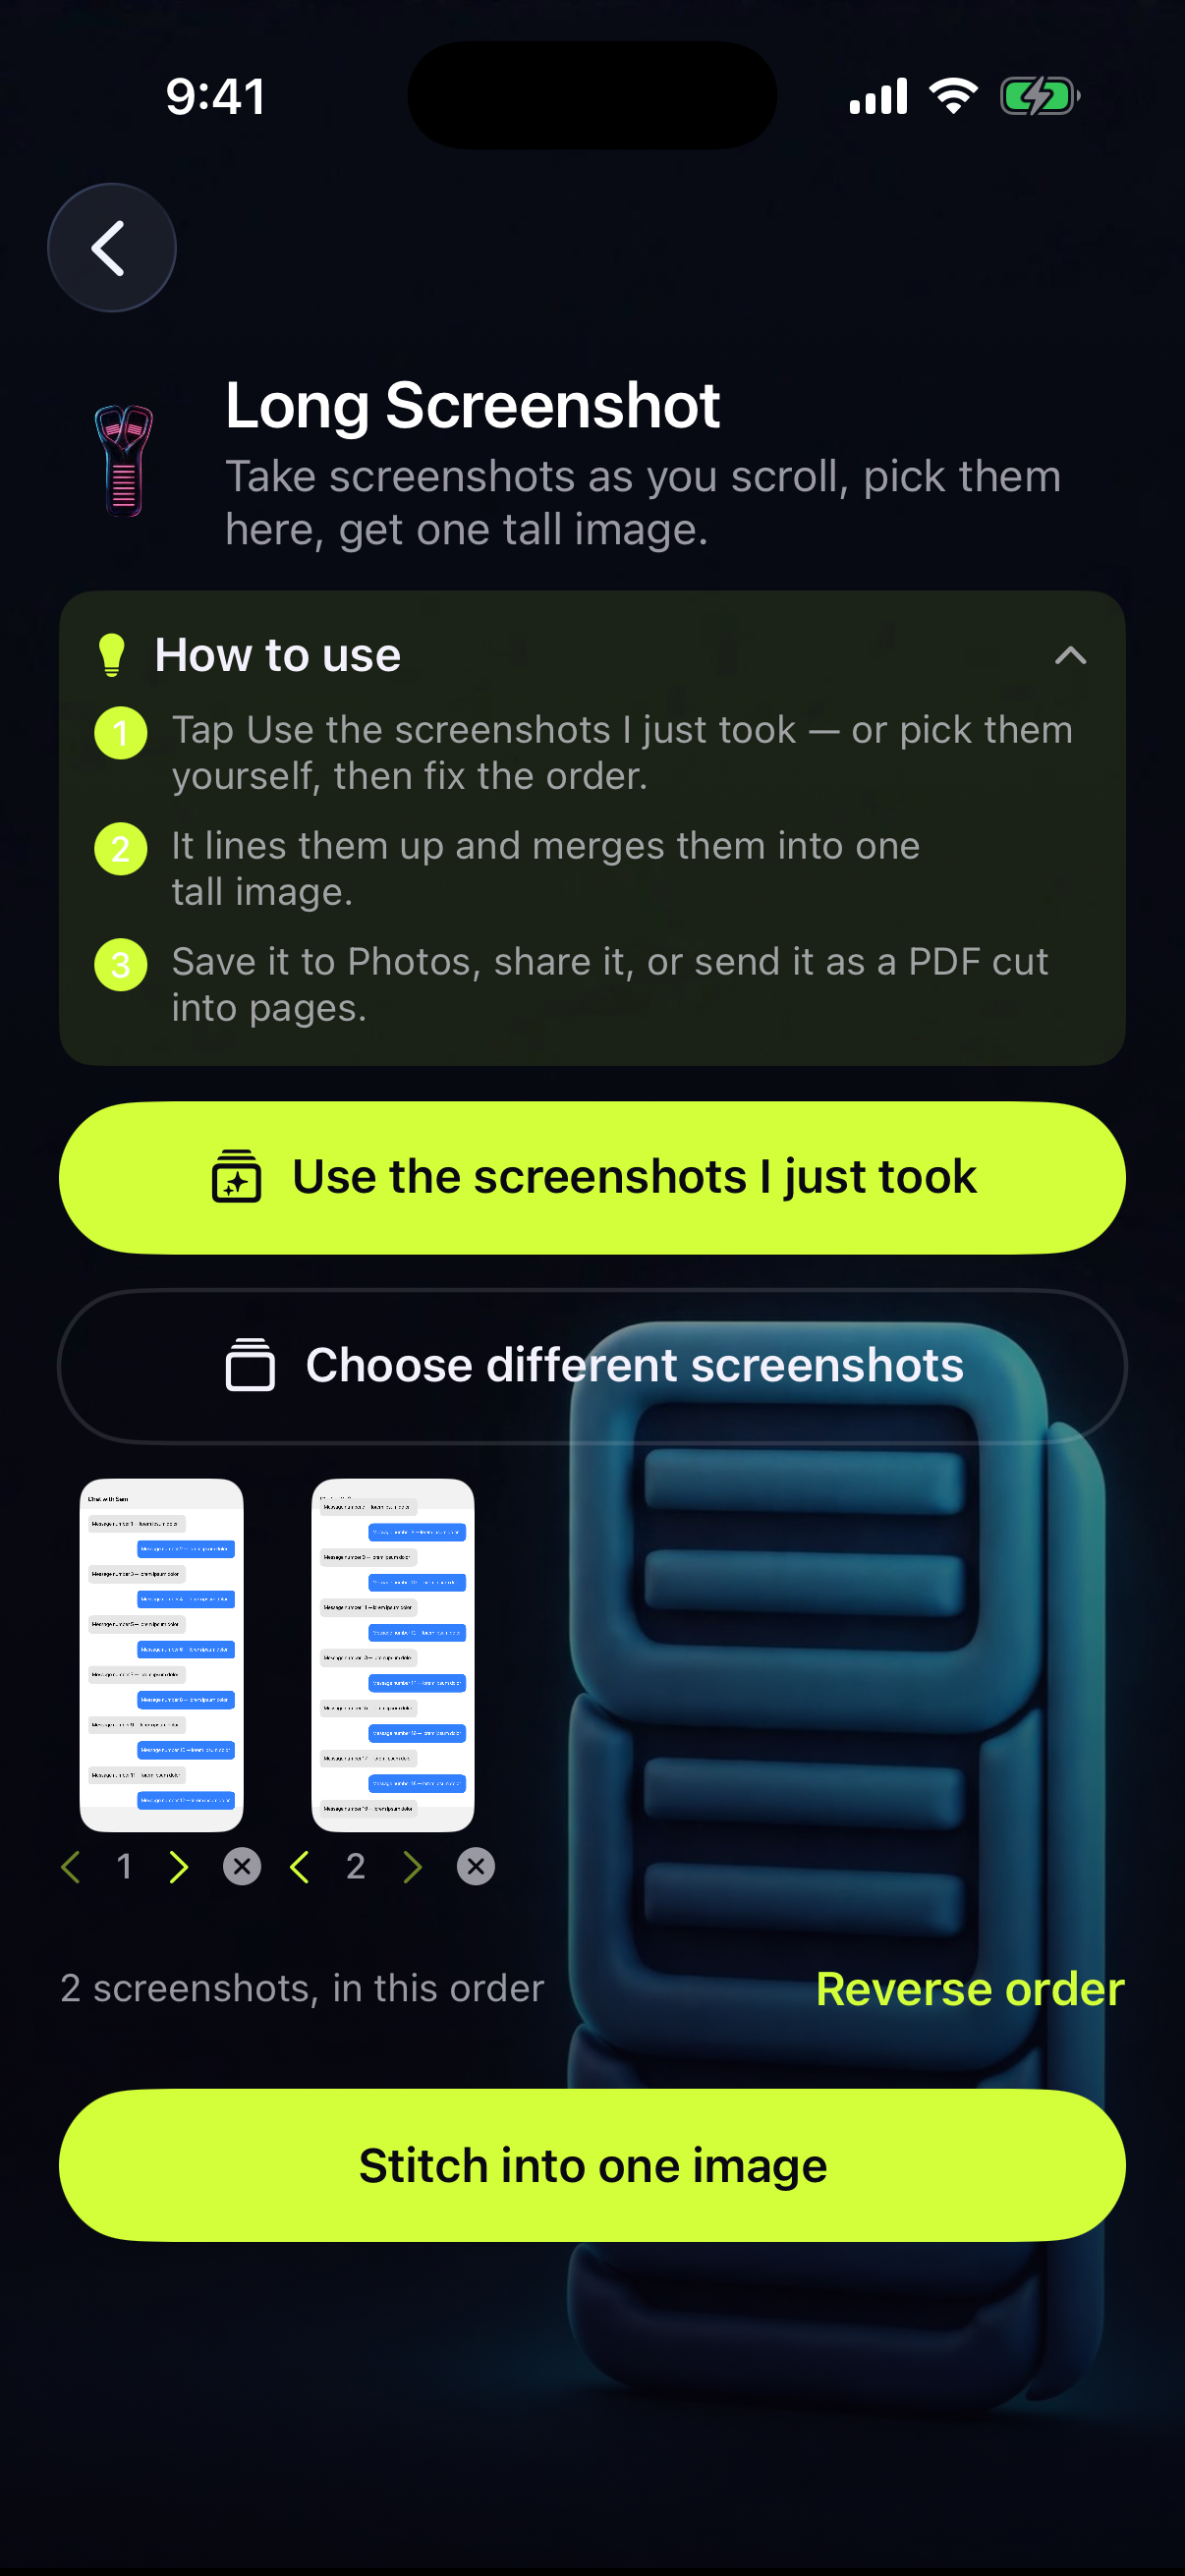 9:41
Long Screenshot
Take screenshots as you scroll, pick them
here, get one tall image.
How to use
1 Tap Use the screenshots I just took — or pick them
yourself, then fix the order.
2 It lines them up and merges them into one
tall image.
3 Save it to Photos, share it, or send it as a PDF cut
into pages.
Use the screenshots I just took
Choose different screenshots
Chat with Sam
1
2
2 screenshots, in this order
Reverse order
Stitch into one image